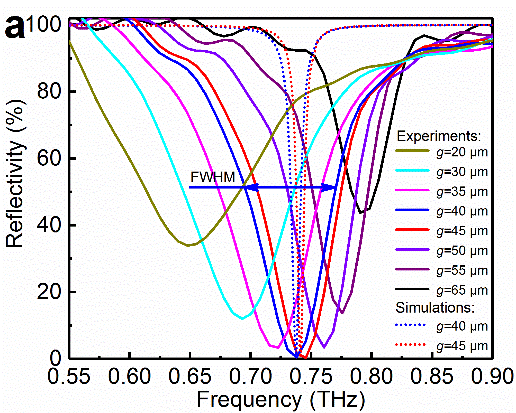 a
100
80
60
40
20
0
Reflectivity (%)
FWHM
Experiments:
g=20 μm
g=30 μm
g=35 μm
g=40 μm
g=45 μm
g=50 μm
g=55 μm
g=65 μm
Simulations:
g=40 μm
g=45 μm
0.55 0.60 0.65 0.70 0.75 0.80 0.85 0.90
Frequency (THz)